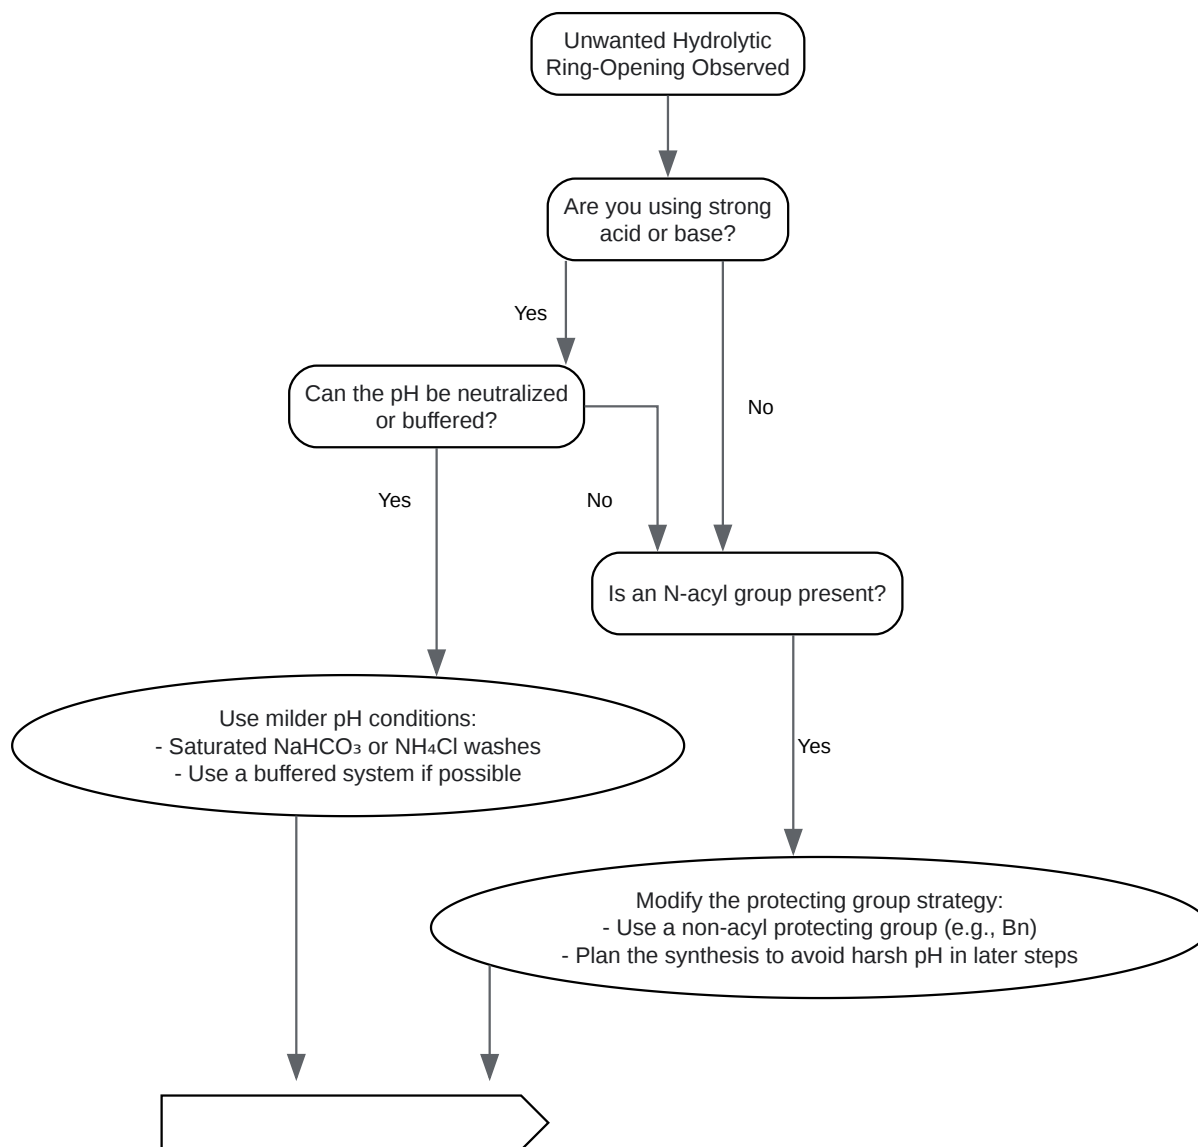 Unwanted Hydrolytic
Ring-Opening Observed
Are you using strong
acid or base?
Yes
Can the pH be neutralized
or buffered?
No
Yes
No
Is an N-acyl group present?
Use milder pH conditions:
- Saturated NaHCO₃ or NH₄Cl washes
- Use a buffered system if possible
Yes
Modify the protecting group strategy:
- Use a non-acyl protecting group (e.g., Bn)
- Plan the synthesis to avoid harsh pH in later steps